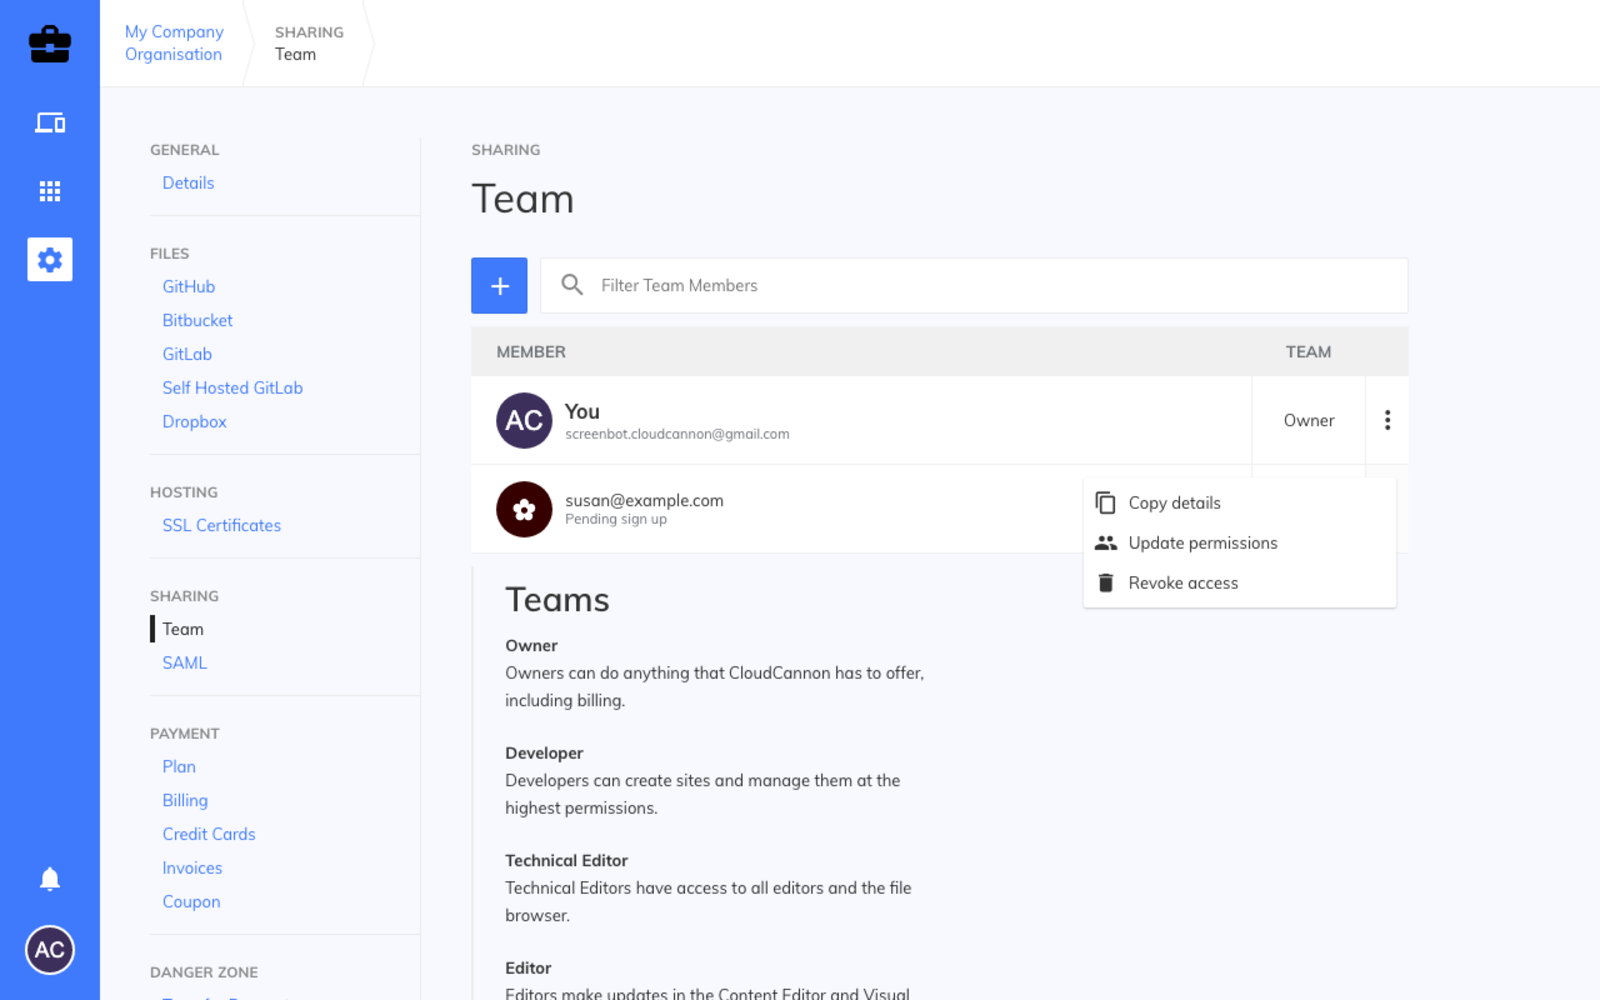 My Company
Organisation
SHARING
Team
GENERAL
Details
FILES
GitHub
Bitbucket
GitLab
Self Hosted GitLab
Dropbox
HOSTING
SSL Certificates
SHARING
Team
SAML
PAYMENT
Plan
Billing
Credit Cards
Invoices
Coupon
DANGER ZONE
AC
SHARING
Team
+
Filter Team Members
MEMBER TEAM
AC
You
screenbot.cloudcannon@gmail.com
Owner
susan@example.com
Pending sign up
Copy details
Update permissions
Revoke access
Teams
Owner
Owners can do anything that CloudCannon has to offer,
including billing.
Developer
Developers can create sites and manage them at the
highest permissions.
Technical Editor
Technical Editors have access to all editors and the file
browser.
Editor
Editors make updates in the Content Editor and Visual